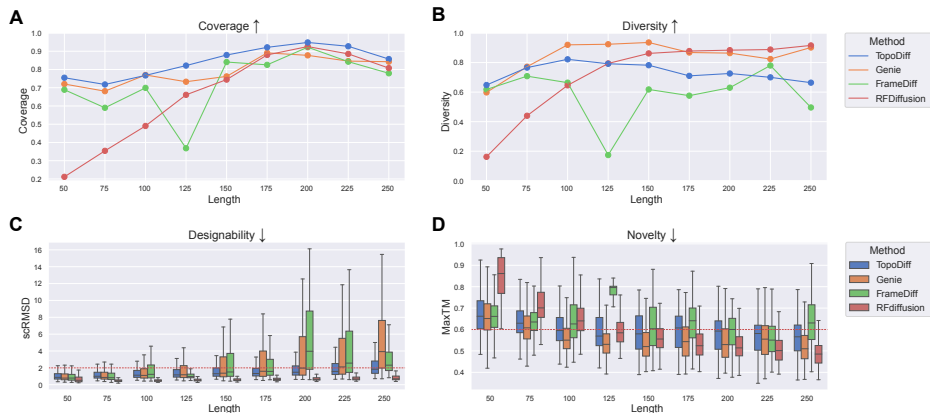 A
Coverage ↑
1.0
0.9
0.8
0.7
0.6
0.5
0.4
0.3
0.2
Coverage
50 75 100 125 150 175 200 225 250
Length
B
Diversity ↑
1.0
0.8
0.6
0.4
0.2
0.0
Diversity
50 75 100 125 150 175 200 225 250
Length
Method
TopoDiff
Genie
FrameDiff
RFDiffusion
C
Designability ↓
16
14
12
10
8
6
4
2
0
scRMSD
50 75 100 125 150 175 200 225 250
Length
D
Novelty ↓
1.0
0.9
0.8
0.7
0.6
0.5
0.4
MaxTM
50 75 100 125 150 175 200 225 250
Length
Method
TopoDiff
Genie
FrameDiff
RFdiffusion